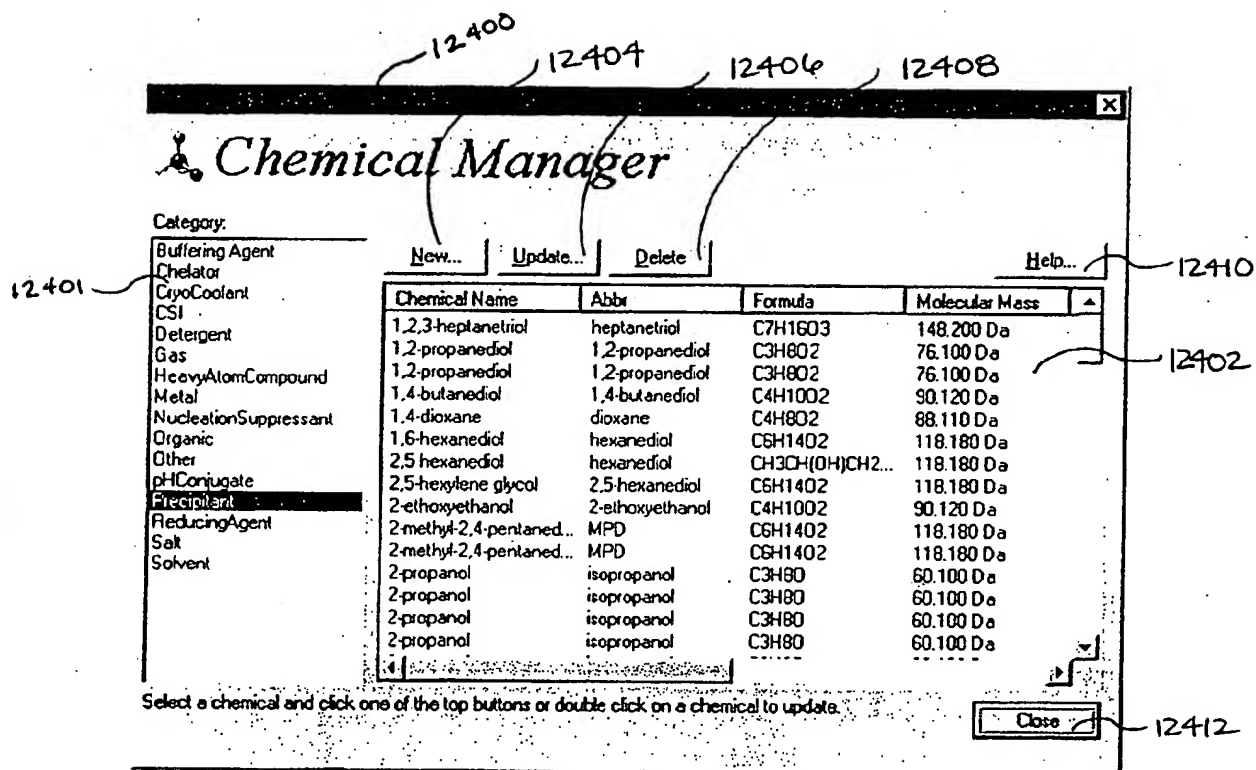 12400
12404
12406
12408
Chemical Manager
Category:
New...
Update...
Delete
Help...
12410
12401
Buffering Agent
Chelator
CryoCoolant
CSI
Detergent
Gas
HeavyAtomCompound
Metal
NucleationSuppressant
Organic
Other
pHConjugate
Precipitant
ReducingAgent
Salt
Solvent
Chemical Name Abbr Formula Molecular Mass
1,2,3-heptanetriol heptanetriol C7H16O3 148.200 Da
1,2-propanediol 1,2-propanediol C3H8O2 76.100 Da
1,2-propanediol 1,2-propanediol C3H8O2 76.100 Da
12402
1,4-butanediol 1,4-butanediol C4H10O2 90.120 Da
1,4-dioxane dioxane C4H8O2 88.110 Da
1,6-hexanediol hexanediol C6H14O2 118.180 Da
2,5 hexanediol hexanediol CH3CH(OH)CH2... 118.180 Da
2,5-hexylene glycol 2,5-hexanediol C6H14O2 118.180 Da
2-ethoxyethanol 2-ethoxyethanol C4H10O2 90.120 Da
2-methyl-2,4-pentaned... MPD C6H14O2 118.180 Da
2-methyl-2,4-pentaned... MPD C6H14O2 118.180 Da
2-propanol isopropanol C3H8O 60.100 Da
2-propanol isopropanol C3H8O 60.100 Da
2-propanol isopropanol C3H8O 60.100 Da
2-propanol isopropanol C3H8O 60.100 Da
Select a chemical and click one of the top buttons or double click on a chemical to update.
Close
12412